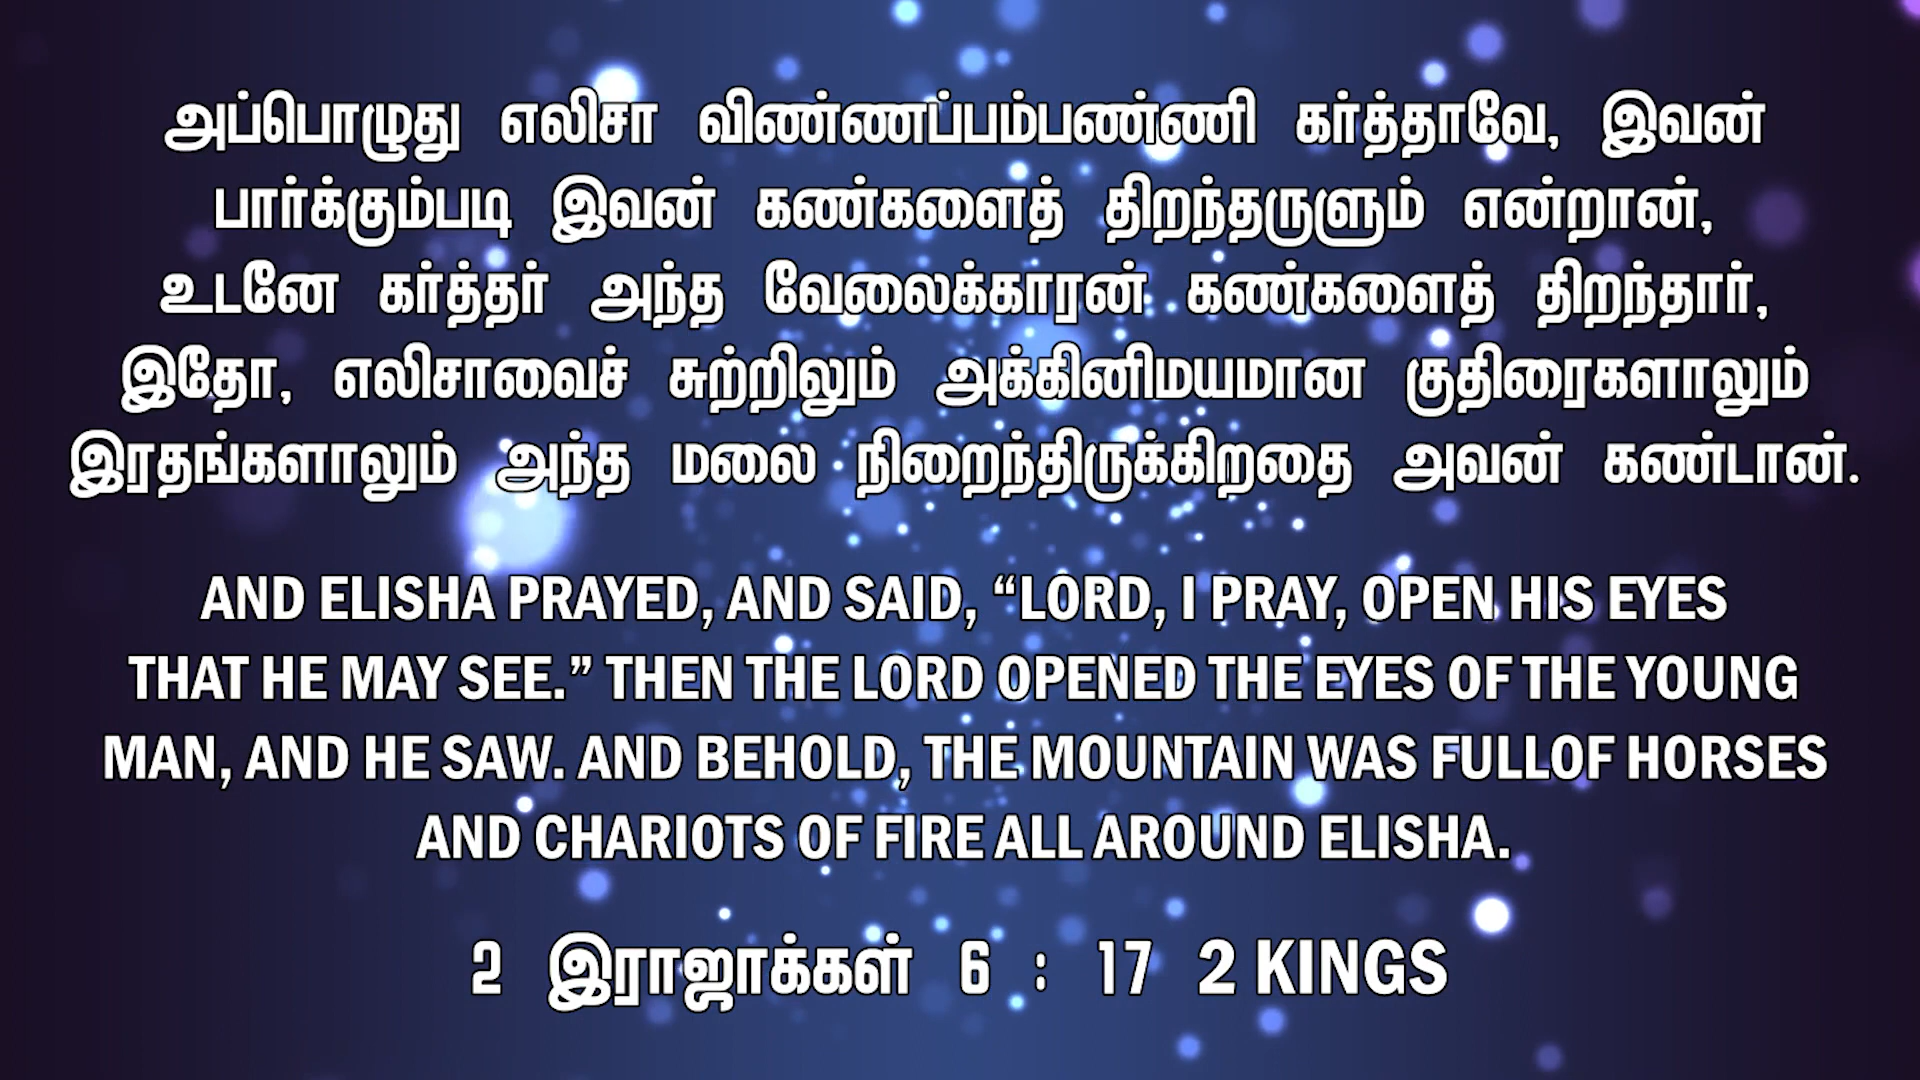 அப்பொழுது எலிசா விண்ணப்பம்பண்ணி கர்த்தாவே, இவன்
பார்க்கும்படி இவன் கண்களைத் திறந்தருளும் என்றான்,
உடனே கர்த்தர் அந்த வேலைக்காரன் கண்களைத் திறந்தார்,
இதோ, எலிசாவைச் சுற்றிலும் அக்கினிமயமான குதிரைகளாலும்
இரதங்களாலும் அந்த மலை நிறைந்திருக்கிறதை அவன் கண்டான்.
AND ELISHA PRAYED, AND SAID, “LORD, I PRAY, OPEN HIS EYES
THAT HE MAY SEE.” THEN THE LORD OPENED THE EYES OF THE YOUNG
MAN, AND HE SAW. AND BEHOLD, THE MOUNTAIN WAS FULLOF HORSES
AND CHARIOTS OF FIRE ALL AROUND ELISHA.
2 இராஜாக்கள் 6 : 17 2 KINGS